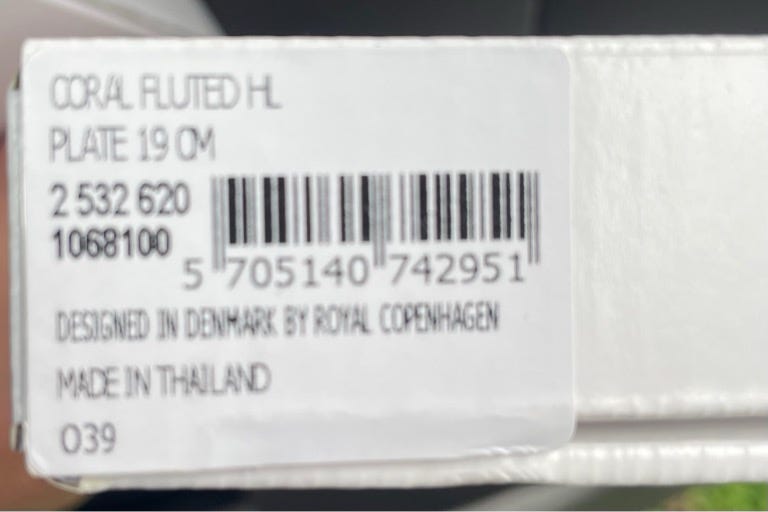 CORAL FLUTED HL
PLATE 19 CM
2 532 620
1068100
5 705140 742951
DESIGNED IN DENMARK BY ROYAL COPENHAGEN
MADE IN THAILAND
039